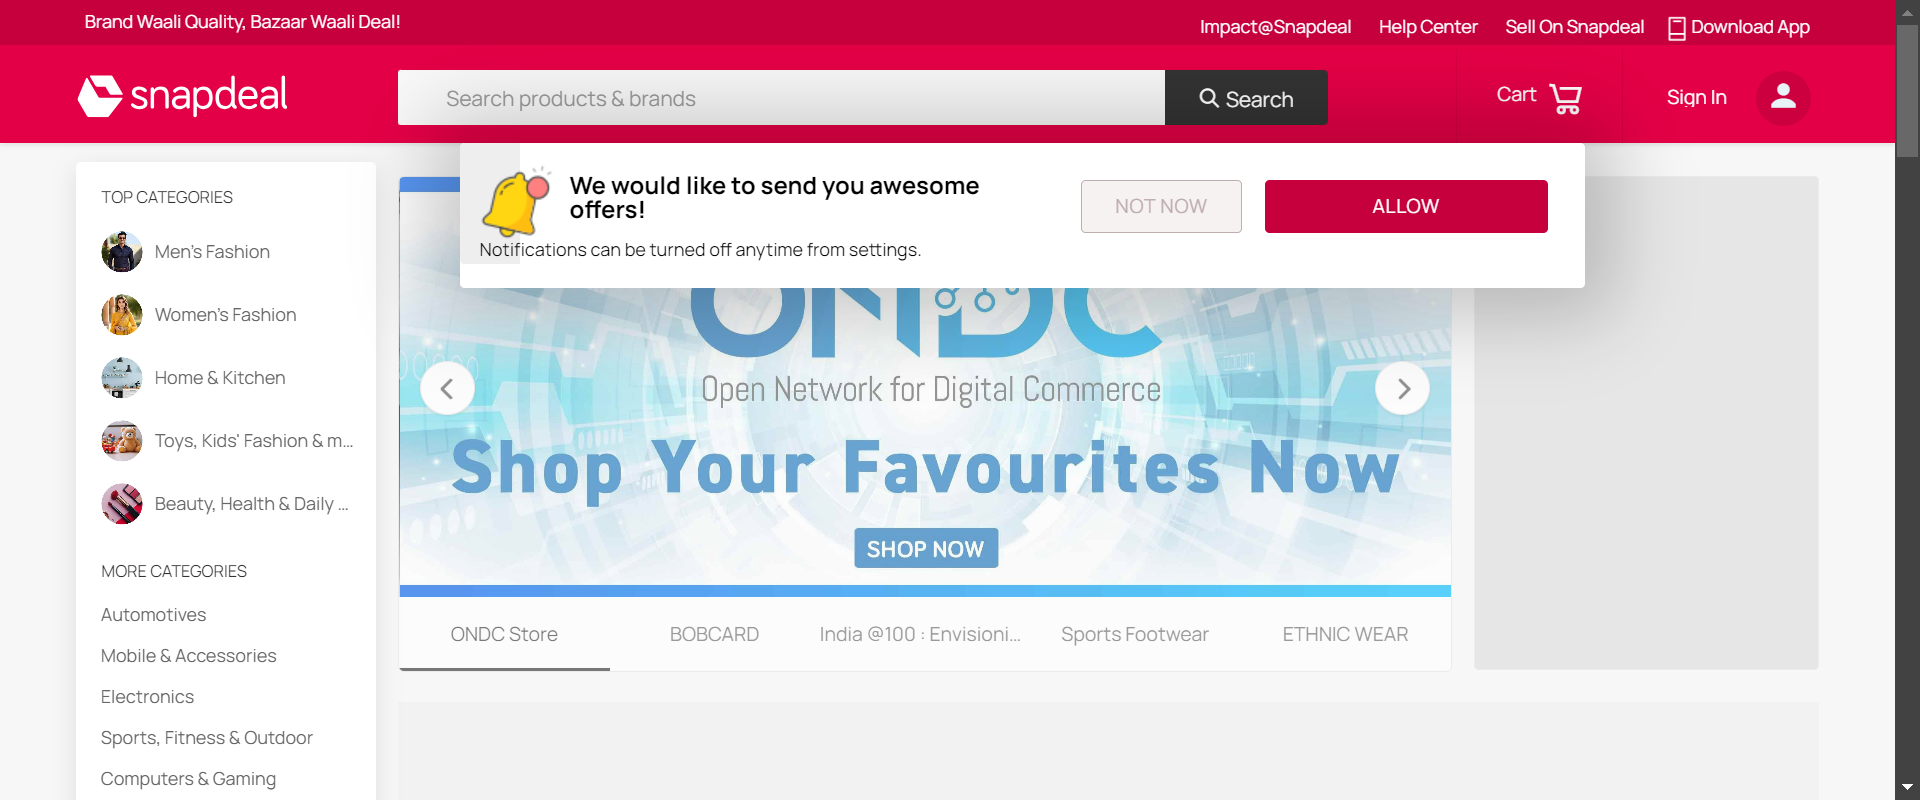 Brand Waali Quality, Bazaar Waali Deal!
Impact@Snapdeal
Help Center
Sell On Snapdeal
Download App
snapdeal
Search products & brands
Search
Cart
Sign In
We would like to send you awesome
offers!
Notifications can be turned off anytime from settings.
NOT NOW
ALLOW
TOP CATEGORIES
Men's Fashion
Women's Fashion
Home & Kitchen
Toys, Kids' Fashion & m...
Beauty, Health & Daily ...
MORE CATEGORIES
Automotives
Mobile & Accessories
Electronics
Sports, Fitness & Outdoor
Computers & Gaming
ONDC
Open Network for Digital Commerce
Shop Your Favourites Now
SHOP NOW
ONDC Store
BOBCARD
India @100 : Envisioni...
Sports Footwear
ETHNIC WEAR